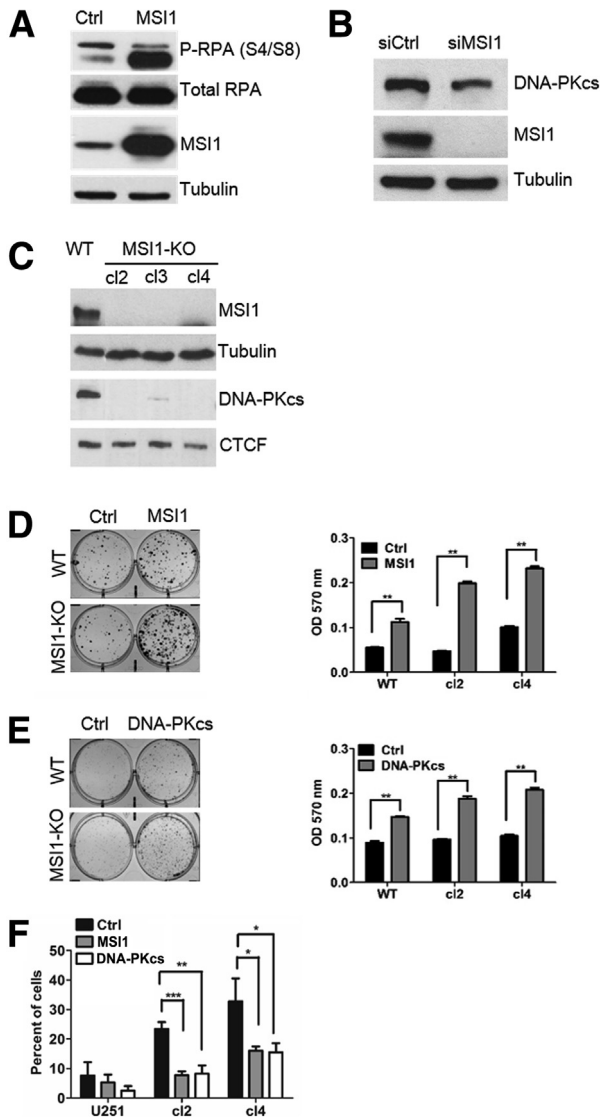 A
Ctrl MSI1
P-RPA (S4/S8)
Total RPA
MSI1
Tubulin
B
siCtrl siMSI1
DNA-PKcs
MSI1
Tubulin
C
WT MSI1-KO
cl2 cl3 cl4
MSI1
Tubulin
DNA-PKcs
CTCF
D
Ctrl MSI1
WT
MSI1-KO
OD 570 nm
0.3
0.2
0.1
0.0
Ctrl
MSI1
**
**
**
WT cl2 cl4
E
Ctrl DNA-PKcs
WT
MSI1-KO
OD 570 nm
0.3
0.2
0.1
0.0
Ctrl
DNA-PKcs
**
**
**
WT cl2 cl4
F
Ctrl
MSI1
DNA-PKcs
Percent of cells
50
40
30
20
10
0
**
***
*
*
U251 cl2 cl4